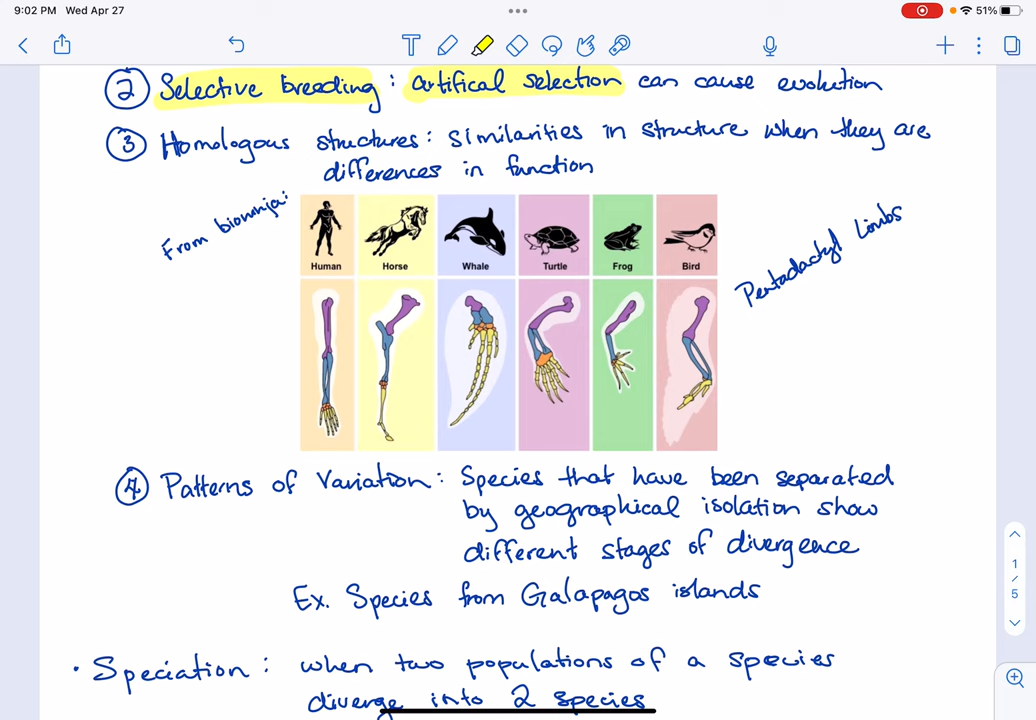 9:02 PM Wed Apr 27
51%
② Selective breeding : artifical selection can cause evolution
③ Homologous structures : Similarities in structure when they are
differences in function
From bioninja:
Human
Horse
Whale
Turtle
Frog
Bird
Pentadactyl Limbs
④ Patterns of Variation : Species that have been separated
by geographical isolation show
different stages of divergence
Ex. Species from Galapagos islands
• Speciation : when two populations of a species
diverge into 2 species
1
/
5